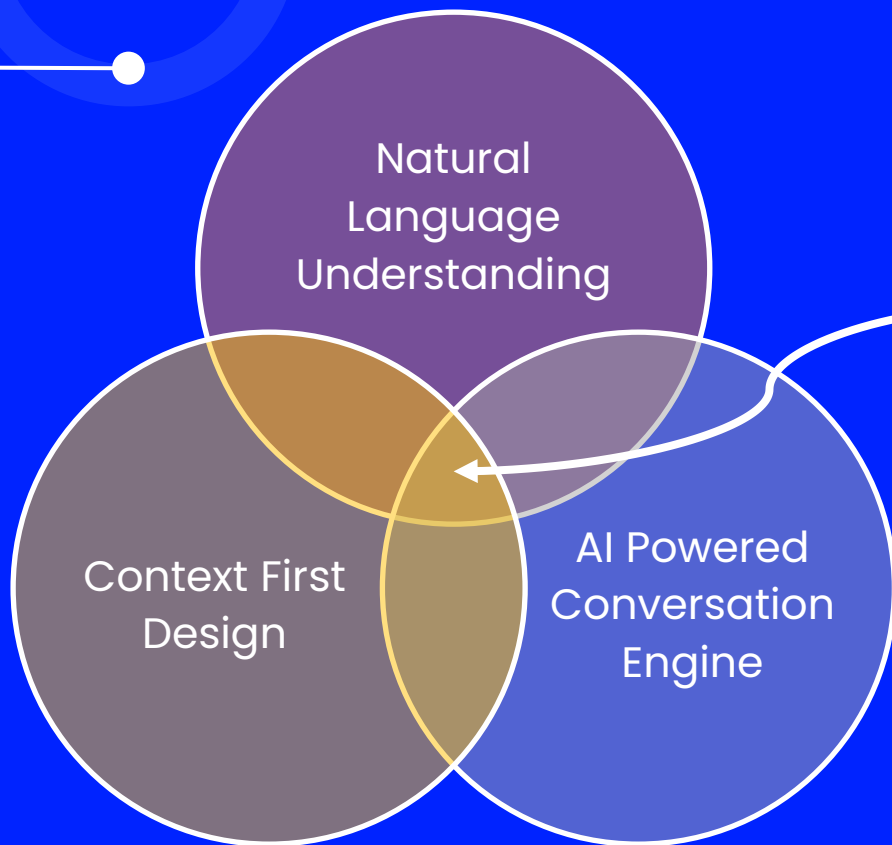 Natural
Language
Understanding
Context First
Design
AI Powered
Conversation
Engine